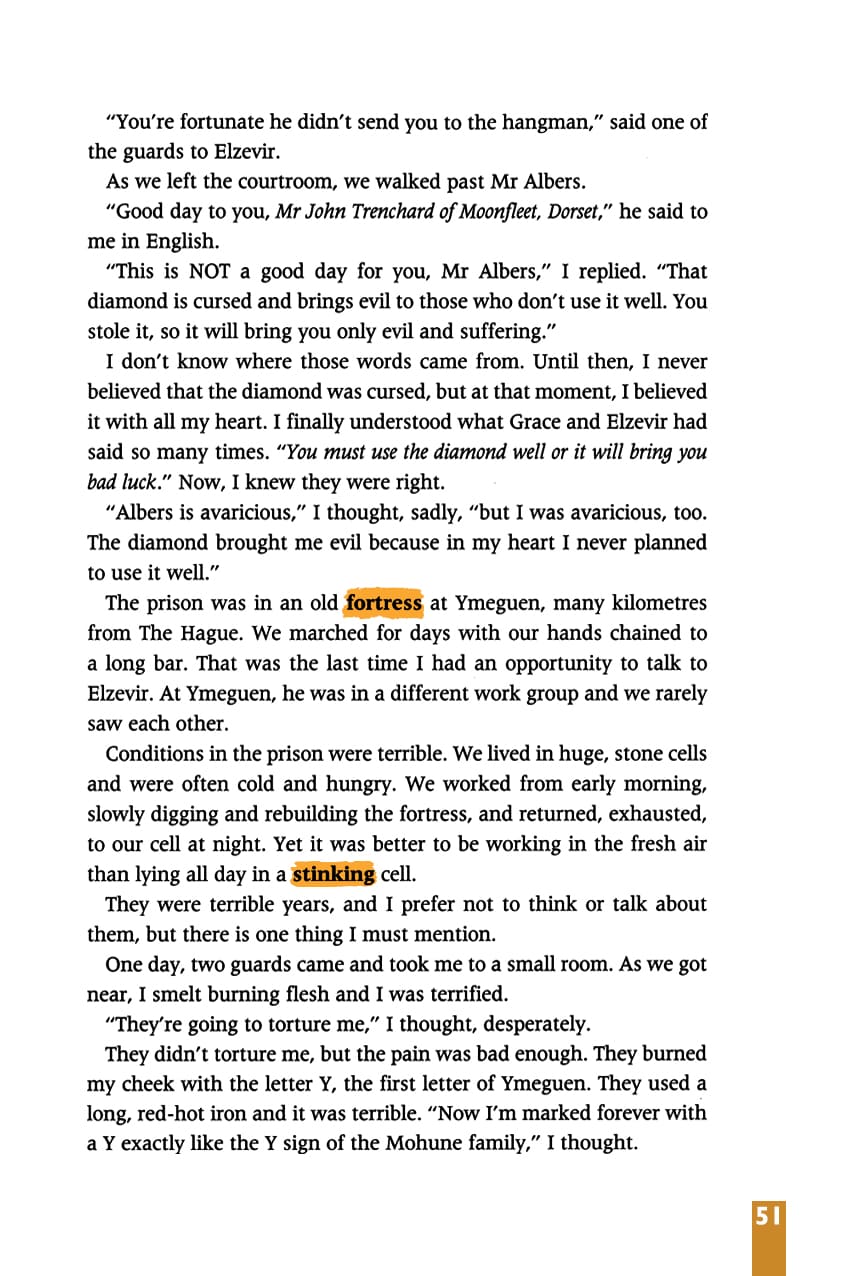 “You’re fortunate he didn’t send you to the hangman,” said one of
the guards to Elzevir.
As we left the courtroom, we walked past Mr Albers.
“Good day to you, Mr John Trenchard of Moonfleet, Dorset,” he said to
me in English.
“This is NOT a good day for you, Mr Albers,” I replied. “That
diamond is cursed and brings evil to those who don’t use it well. You
stole it, so it will bring you only evil and suffering.”
I don’t know where those words came from. Until then, I never
believed that the diamond was cursed, but at that moment, I believed
it with all my heart. I finally understood what Grace and Elzevir had
said so many times. “You must use the diamond well or it will bring you
bad luck.” Now, I knew they were right.
“Albers is avaricious,” I thought, sadly, “but I was avaricious, too.
The diamond brought me evil because in my heart I never planned
to use it well.”
The prison was in an old fortress at Ymeguen, many kilometres
from The Hague. We marched for days with our hands chained to
a long bar. That was the last time I had an opportunity to talk to
Elzevir. At Ymeguen, he was in a different work group and we rarely
saw each other.
Conditions in the prison were terrible. We lived in huge, stone cells
and were often cold and hungry. We worked from early morning,
slowly digging and rebuilding the fortress, and returned, exhausted,
to our cell at night. Yet it was better to be working in the fresh air
than lying all day in a stinking cell.
They were terrible years, and I prefer not to think or talk about
them, but there is one thing I must mention.
One day, two guards came and took me to a small room. As we got
near, I smelt burning flesh and I was terrified.
“They’re going to torture me,” I thought, desperately.
They didn’t torture me, but the pain was bad enough. They burned
my cheek with the letter Y, the first letter of Ymeguen. They used a
long, red-hot iron and it was terrible. “Now I’m marked forever with
a Y exactly like the Y sign of the Mohune family,” I thought.
51